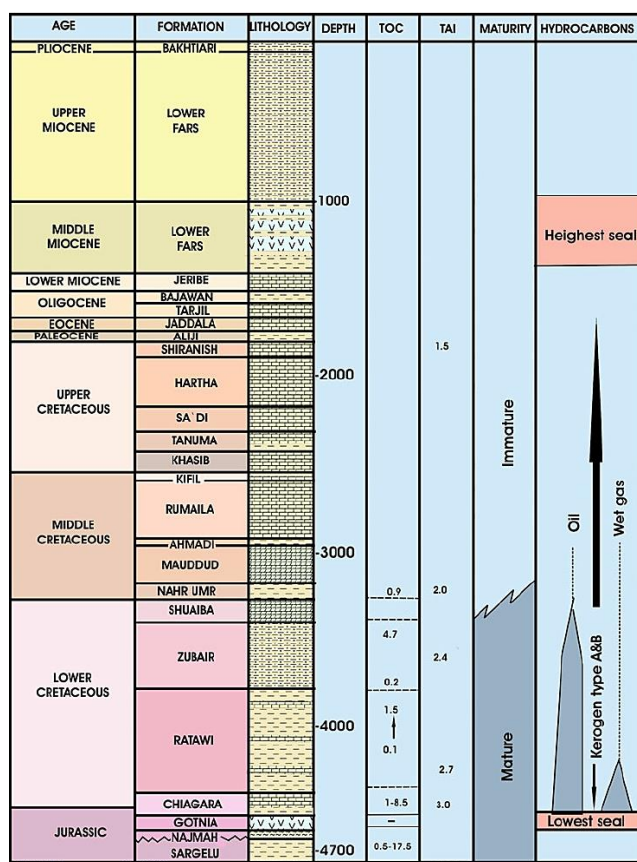 AGE FORMATION LITHOLOGY DEPTH TOC TAI MATURITY HYDROCARBONS
PLIOCENE BAKHTIARI
UPPER MIOCENE LOWER FARS
-1000
MIDDLE MIOCENE LOWER FARS
Heighest seal
LOWER MIOCENE JERIBE
OLIGOCENE BAJAWAN
TARJIL
EOCENE JADDALA
PALEOCENE ALIJI
SHIRANISH 1.5
UPPER CRETACEOUS HARTHA
-2000
SA`DI
TANUMA
KHASIB
Immature
MIDDLE CRETACEOUS KIFIL
RUMAILA
Oil
Wet gas
AHMADI
-3000
MAUDDUD
NAHR UMR 0.9 2.0
LOWER CRETACEOUS SHUAIBA
4.7
ZUBAIR 2.4
0.2
1.5
Kerogen type A&B
-4000
RATAWI 0.1
2.7
Mature
CHIAGARA 1-8.5 3.0
JURASSIC GOTNIA – Lowest seal
NAJMAH
SARGELU -4700 0.5-17.5